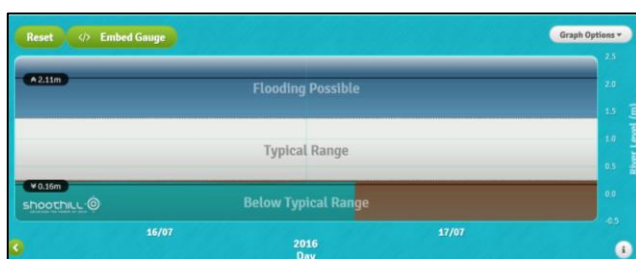 Reset
</> Embed Gauge
Graph Options
2.5
2.11m
Flooding Possible
2.0
1.5
Typical Range
1.0
0.5
River Level (m)
0.16m
Below Typical Range
0.0
shoothill
-0.5
16/07
17/07
2016
Day
i